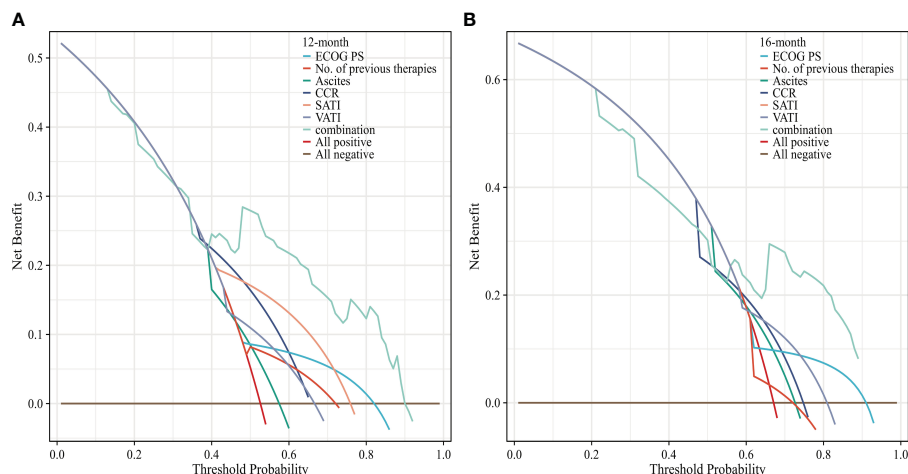 A
12-month
ECOG PS
No. of previous therapies
Ascites
CCR
SATI
VATI
combination
All positive
All negative
Net Benefit
0.5
0.4
0.3
0.2
0.1
0.0
0.0 0.2 0.4 0.6 0.8 1.0
Threshold Probability
B
16-month
ECOG PS
No. of previous therapies
Ascites
CCR
SATI
VATI
combination
All positive
All negative
Net Benefit
0.6
0.4
0.2
0.0
0.0 0.2 0.4 0.6 0.8 1.0
Threshold Probability